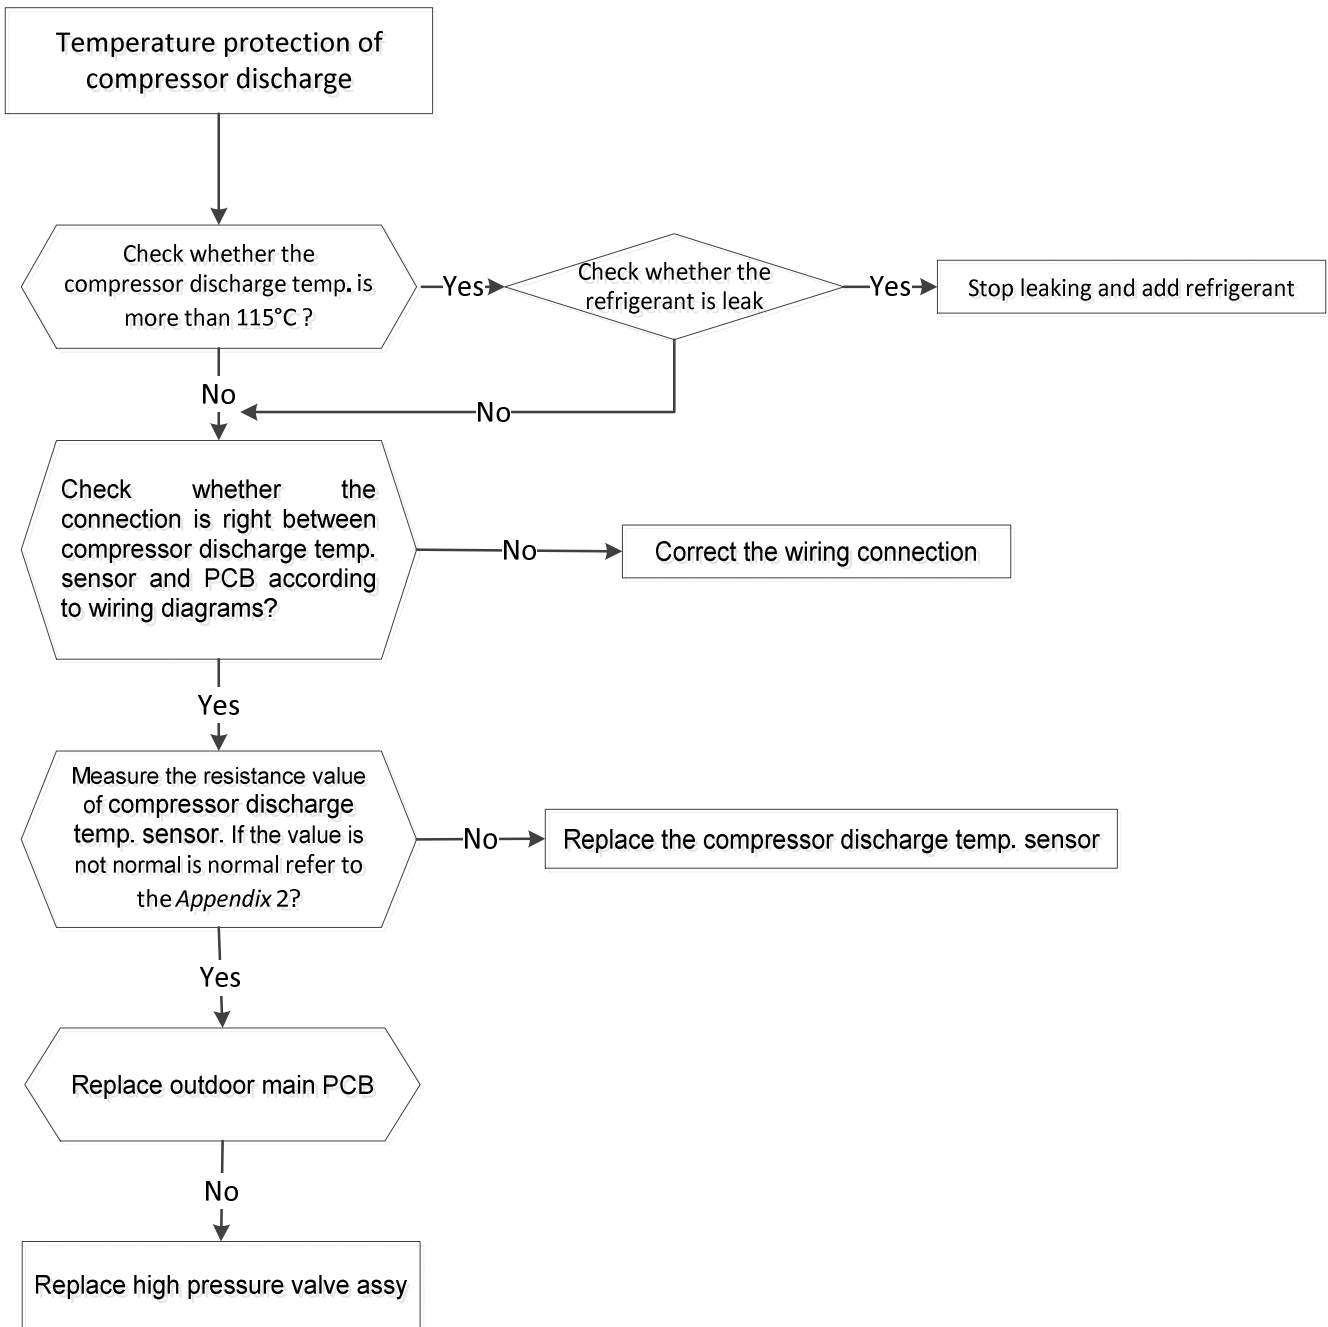 Temperature protection of
compressor discharge
Check whether the
compressor discharge temp. is
more than 115°C ?
Yes
Check whether the
refrigerant is leak
Yes
Stop leaking and add refrigerant
No
No
Check whether the
connection is right between
compressor discharge temp.
sensor and PCB according
to wiring diagrams?
No
Correct the wiring connection
Yes
Measure the resistance value
of compressor discharge
temp. sensor. If the value is
not normal is normal refer to
the Appendix 2?
No
Replace the compressor discharge temp. sensor
Yes
Replace outdoor main PCB
No
Replace high pressure valve assy